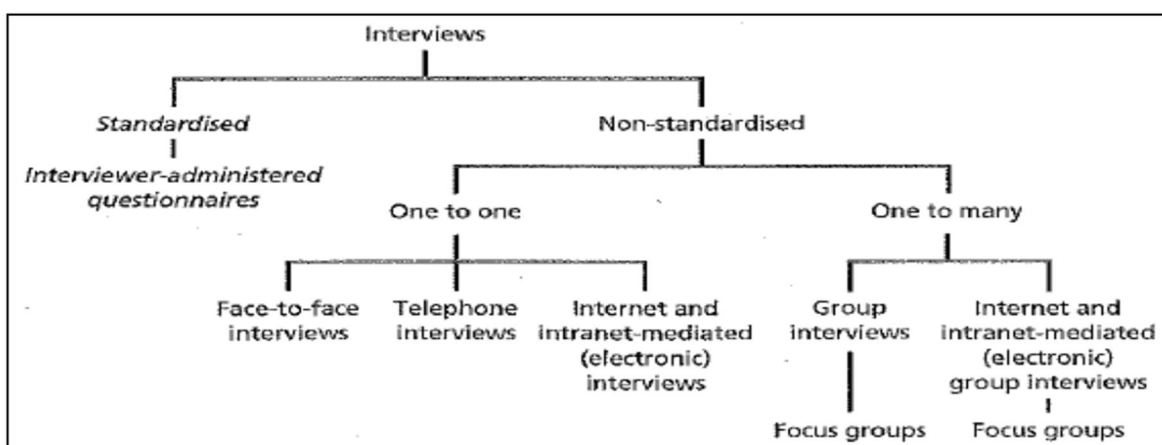 Interviews
Standardised
Non-standardised
Interviewer-administered
questionnaires
One to one
One to many
Face-to-face
interviews
Telephone
interviews
Internet and
intranet-mediated
(electronic)
interviews
Group
interviews
Internet and
intranet-mediated
(electronic)
group interviews
Focus groups
Focus groups